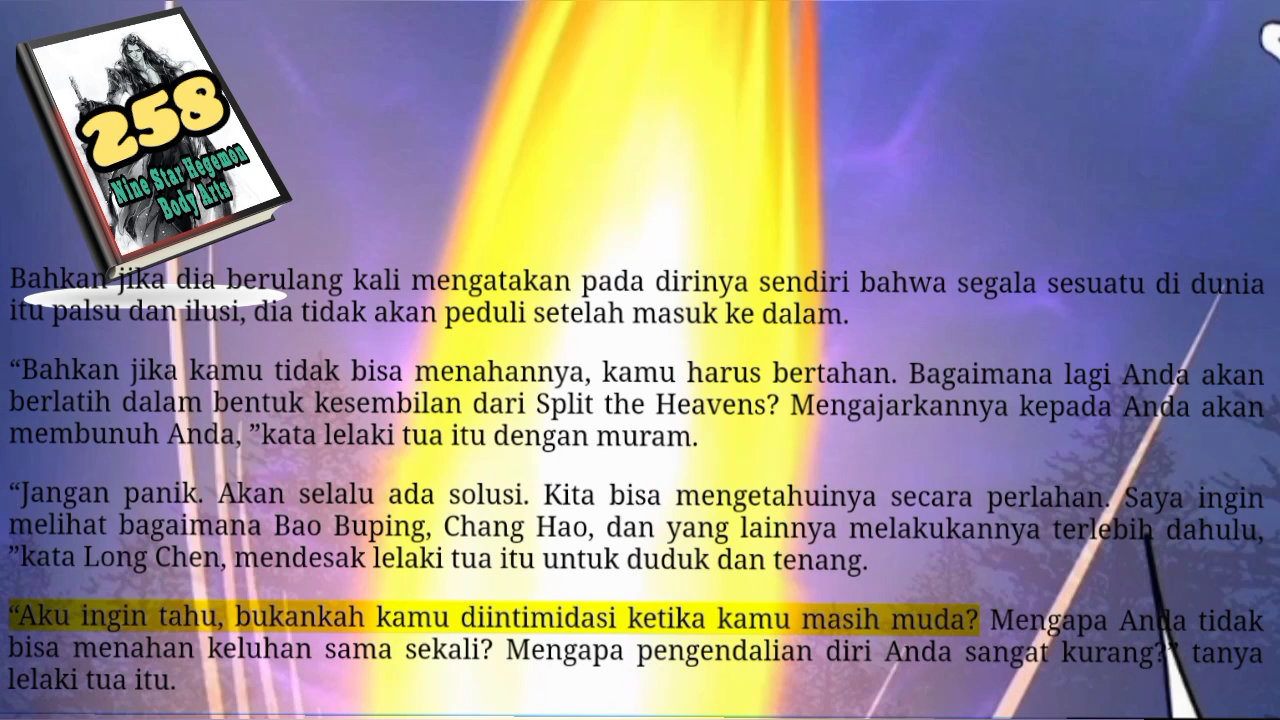 258
Nine Star Hegemon
Body Arts
Bahkan jika dia berulang kali mengatakan pada dirinya sendiri bahwa segala sesuatu di dunia
itu palsu dan ilusi, dia tidak akan peduli setelah masuk ke dalam.
“Bahkan jika kamu tidak bisa menahannya, kamu harus bertahan. Bagaimana lagi Anda akan
berlatih dalam bentuk kesembilan dari Split the Heavens? Mengajarkannya kepada Anda akan
membunuh Anda, ”kata lelaki tua itu dengan muram.
“Jangan panik. Akan selalu ada solusi. Kita bisa mengetahuinya secara perlahan. Saya ingin
melihat bagaimana Bao Buping, Chang Hao, dan yang lainnya melakukannya terlebih dahulu,
”kata Long Chen, mendesak lelaki tua itu untuk duduk dan tenang.
“Aku ingin tahu, bukankah kamu diintimidasi ketika kamu masih muda? Mengapa Anda tidak
bisa menahan keluhan sama sekali? Mengapa pengendalian diri Anda sangat kurang?” tanya
lelaki tua itu.